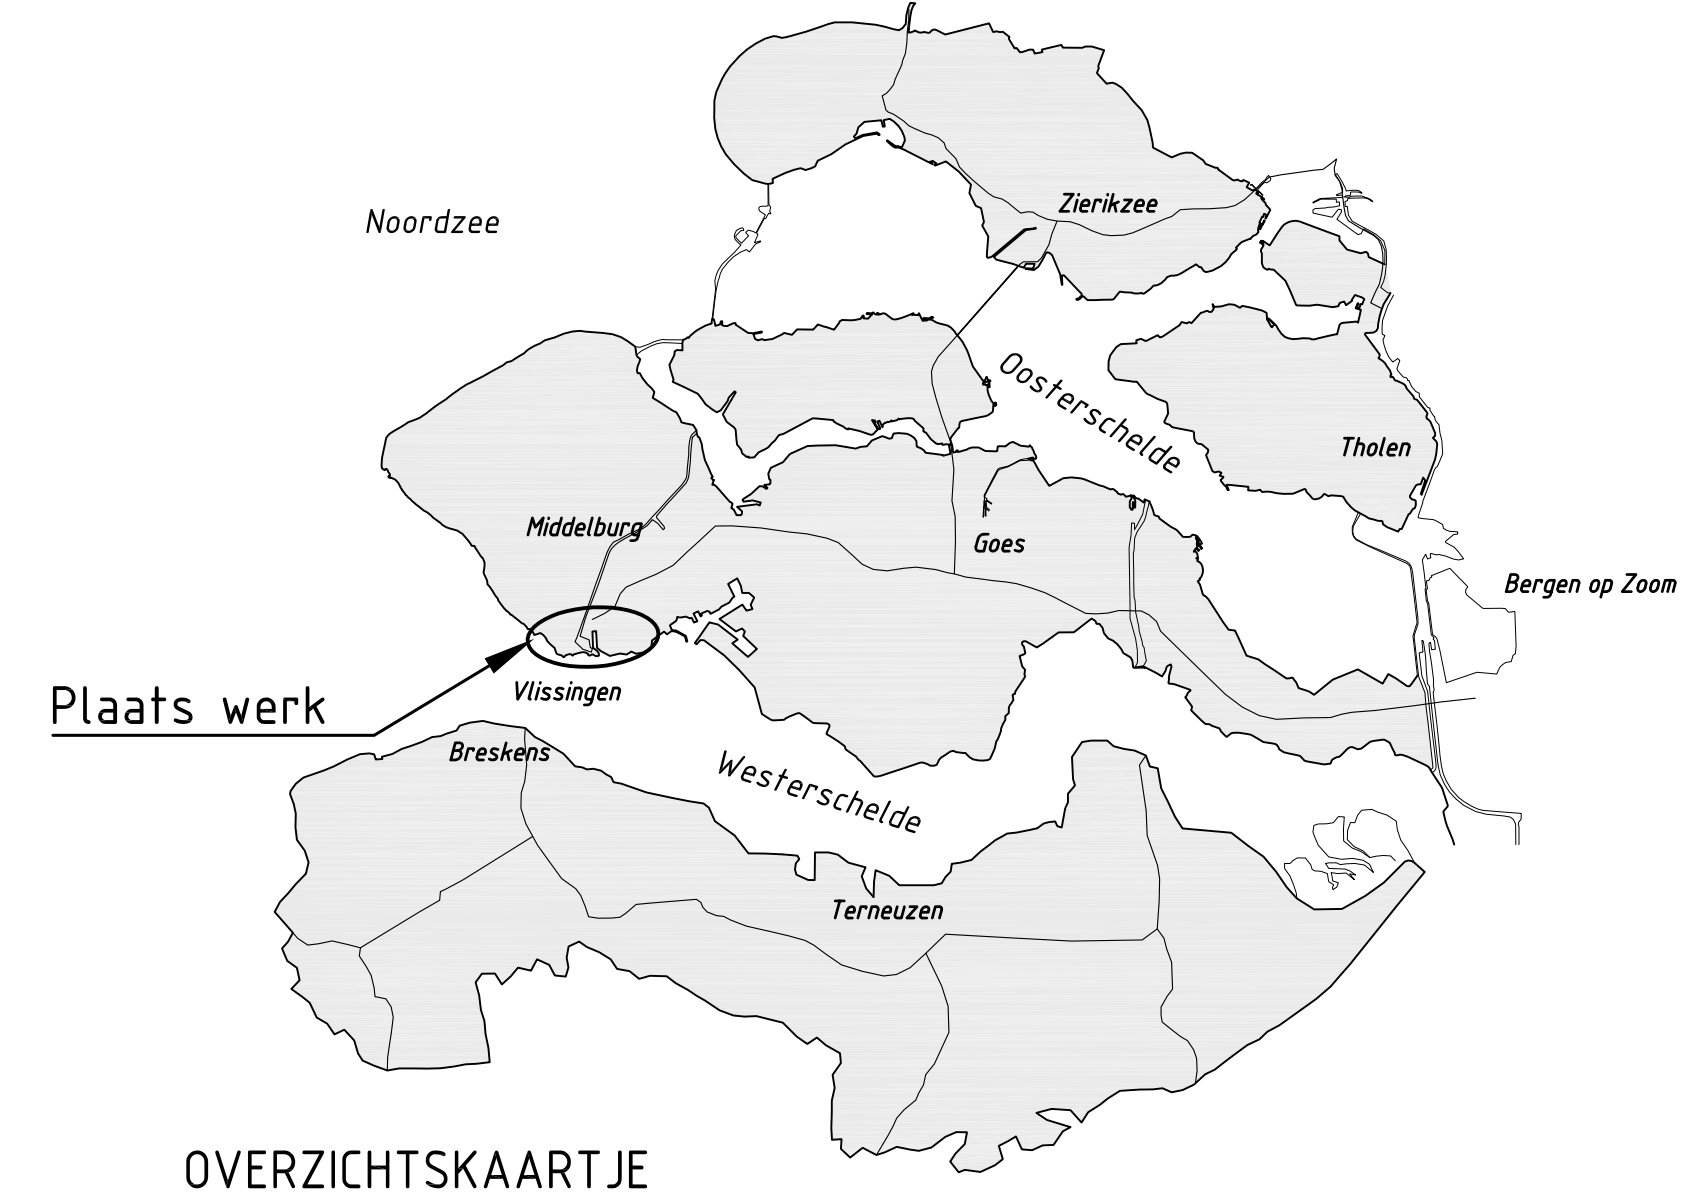 Zierikzee
Noordzee
Oosterschelde
Tholen
Middelburg
Goes
Bergen op Zoom
Vlissingen
Plaats werk
Breskens
Westerschelde
Terneuzen
OVERZICHTSKAARTJE